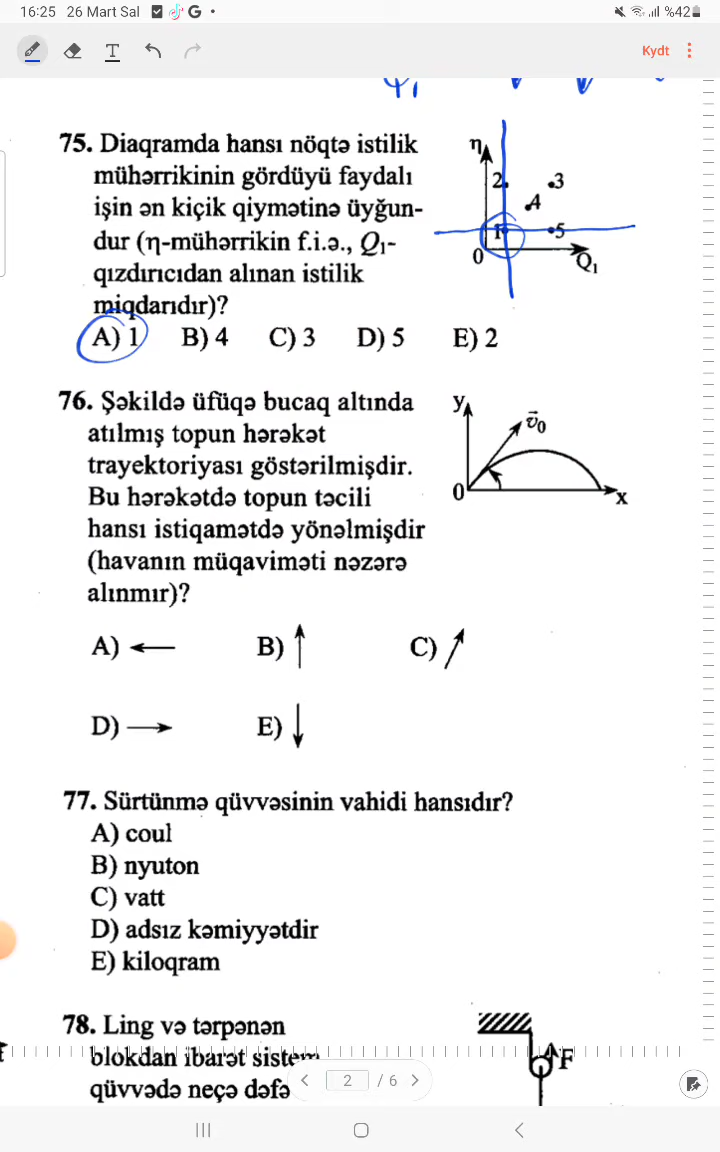 16:25 26 Mart Sal G •
%42
T
Kydt
φ₁
75. Diaqramda hansı nöqtə istilik
mühərrikinin gördüyü faydalı
işin ən kiçik qiymətinə üyğun-
dur (η-mühərrikin f.i.ə., Q₁-
qızdırıcıdan alınan istilik
miqdarıdır)?
η
2
3
4
1
5
0
Q₁
A) 1 B) 4 C) 3 D) 5 E) 2
76. Şəkildə üfüqə bucaq altında
atılmış topun hərəkət
trayektoriyası göstərilmişdir.
Bu hərəkətdə topun təcili
hansı istiqamətdə yönəlmişdir
(havanın müqaviməti nəzərə
alınmır)?
y
v⃗₀
0
x
A) ← B) ↑ C) ↗
D) → E) ↓
77. Sürtünmə qüvvəsinin vahidi hansıdır?
A) coul
B) nyuton
C) vatt
D) adsız kəmiyyətdir
E) kiloqram
78. Ling və tərpənən
blokdan ibarət sistem
qüvvədə neçə dəfə
F
2 / 6